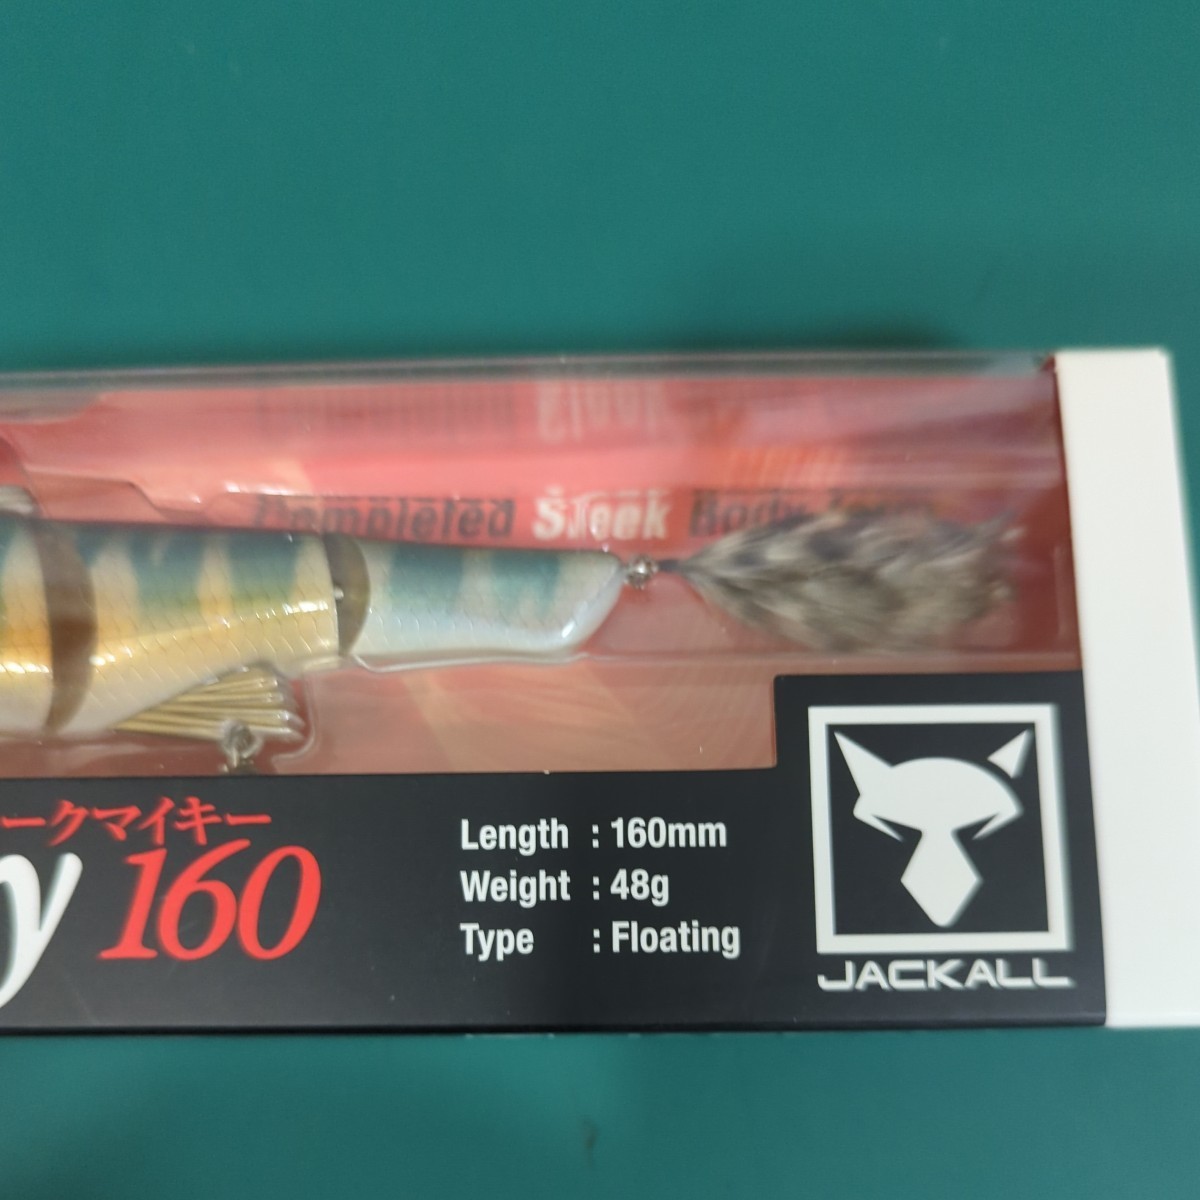 Completed SLeek Body
ークマイキー
y 160
Length : 160mm
Weight : 48g
Type : Floating
JACKALL